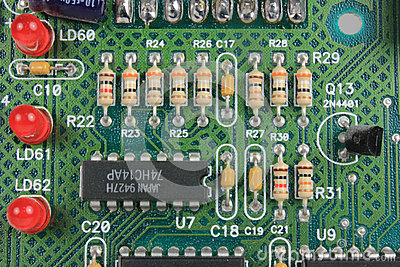 LD60
R24
R26
C17
R28
R29
C10
Q13
2N4401
R22
R23
R25
R27
R30
LD61
JAPAN 9427H
74HC14AP
LD62
R31
U7
C18
C19
C20
C21
U9